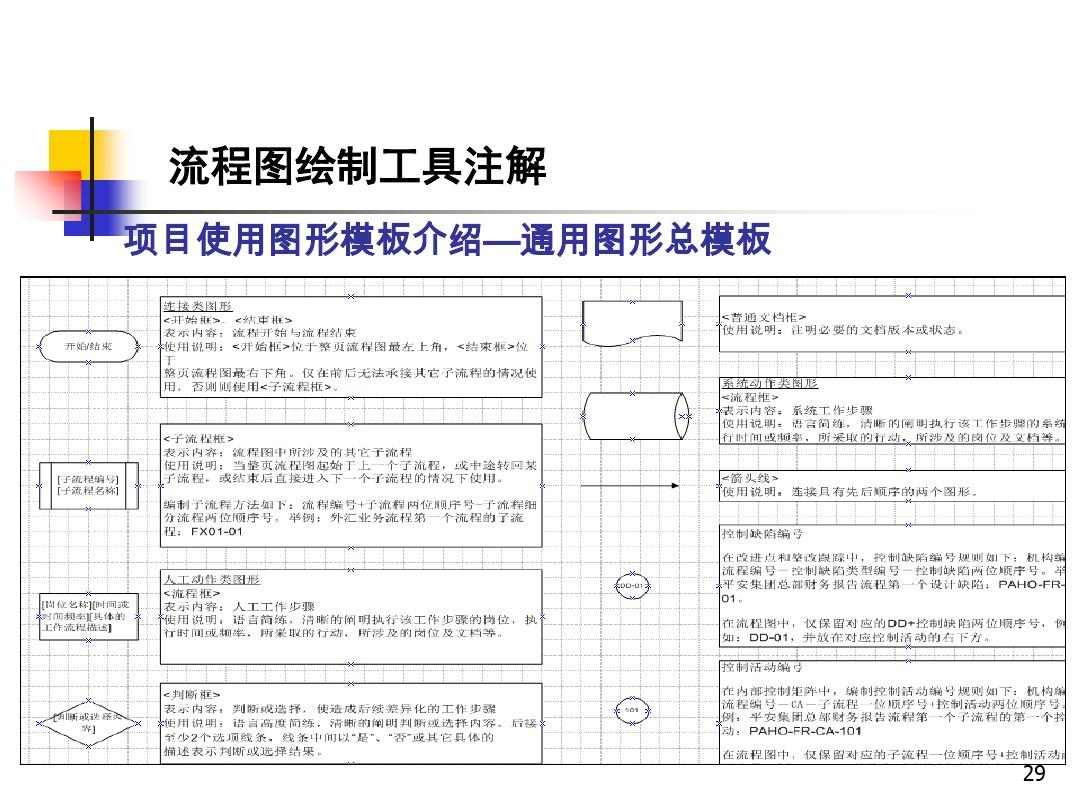 流程图绘制工具注解
项目使用图形模板介绍—通用图形总模板
开始/结束
连接类图形
<开始框>、<结束框>
表示内容：流程开始与流程结束
使用说明：<开始框>位于整页流程图最左上角，<结束框>位
于
整页流程图最右下角。仅在前后无法承接其它子流程的情况使
用，否则则使用<子流程框>。
[子流程编号]
[子流程名称]
<子流程框>
表示内容：流程图中所涉及的其它子流程
使用说明：当整页流程图起始于上一个子流程，或中途转回某
子流程，或结束后直接进入下一个子流程的情况下使用。
编制子流程方法如下：流程编号+子流程两位顺序号-子流程细
分流程两位顺序号。举例：外汇业务流程第一个流程的子流
程：FX01-01
[岗位名称][时间或
时间频率][具体的
工作流程描述]
人工动作类图形
<流程框>
表示内容：人工工作步骤
使用说明：语言简练，清晰的阐明执行该工作步骤的岗位，执
行时间或频率，所采取的行动，所涉及的岗位及文档等。
[判断或选择内
容]
<判断框>
表示内容：判断或选择，使造成后续差异化的工作步骤
使用说明：语言高度简练，清晰的阐明判断或选择内容。后接
至少2个选项线条，线条中间以“是”、“否”或其它具体的
描述表示判断或选择结果。
<普通文档框>
使用说明：注明必要的文档版本或状态。
系统动作类图形
<流程框>
表示内容：系统工作步骤
使用说明：语言简练，清晰的阐明执行该工作步骤的系统
行时间或频率，所采取的行动，所涉及的岗位及文档等。
<箭头线>
使用说明：连接具有先后顺序的两个图形。
DD-01
控制缺陷编号
在改进点和整改跟踪中，控制缺陷编号规则如下：机构编
流程编号－控制缺陷类型编号－控制缺陷两位顺序号。举
平安集团总部财务报告流程第一个设计缺陷：PAHO-FR-
01。
在流程图中，仅保留对应的DD+控制缺陷两位顺序号，例
如：DD-01，并放在对应控制活动的右下方。
控制活动编号
在内部控制矩阵中，编制控制活动编号规则如下：机构编
流程编号－CA－子流程一位顺序号+控制活动两位顺序号。
例：平安集团总部财务报告流程第一个子流程的第一个控
动：PAHO-FR-CA-101
在流程图中，仅保留对应的子流程一位顺序号+控制活动
29